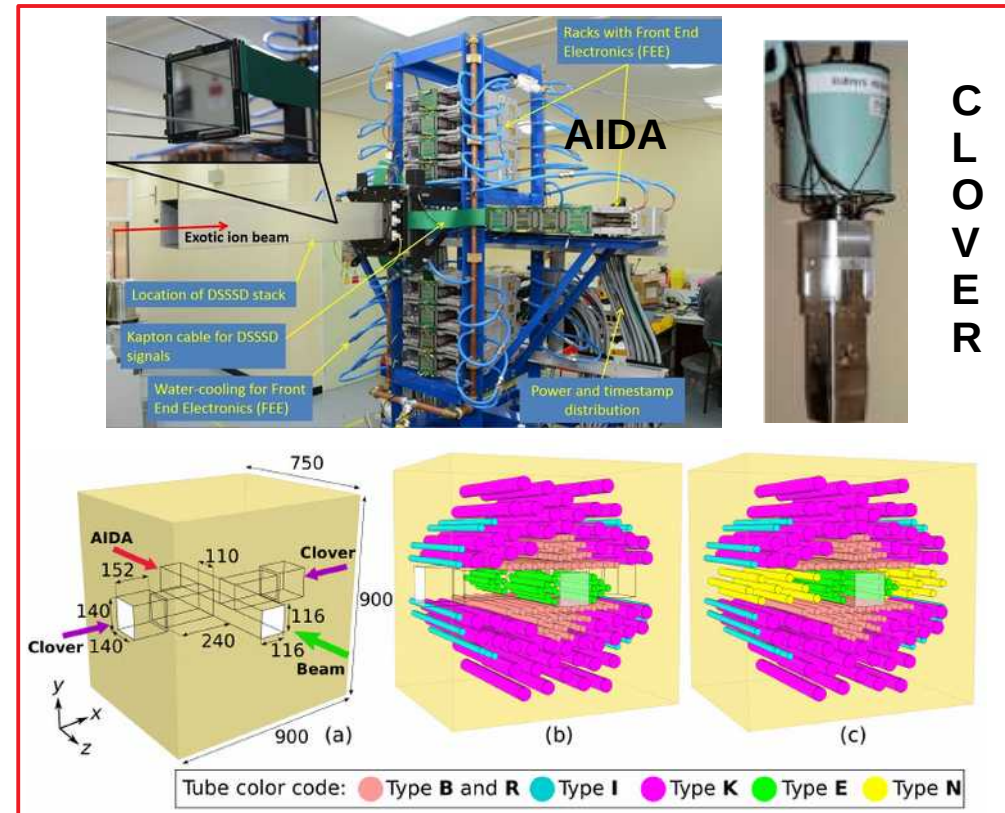 Racks with Front End
Electronics (FEE)
AIDA
Exotic ion beam
Location of DSSSD stack
Kapton cable for DSSSD
signals
Water-cooling for Front
End Electronics (FEE)
Power and timestamp
distribution
C
L
O
V
E
R
750
AIDA
110
Clover
152
900
140
116
Clover
140
240
116
Beam
y
x
z
900
(a)
(b)
(c)
Tube color code:
Type B and R
Type I
Type K
Type E
Type N